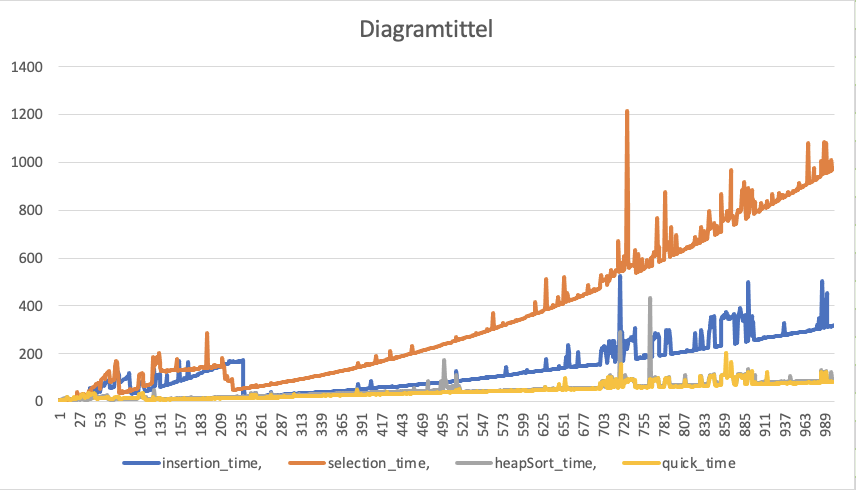 Diagramtittel
1400
1200
1000
800
600
400
200
0
1 27 53 79 105 131 157 183 209 235 261 287 313 339 365 391 417 443 469 495 521 547 573 599 625 651 677 703 729 755 781 807 833 859 885 911 937 963 989
insertion_time, selection_time, heapSort_time, quick_time